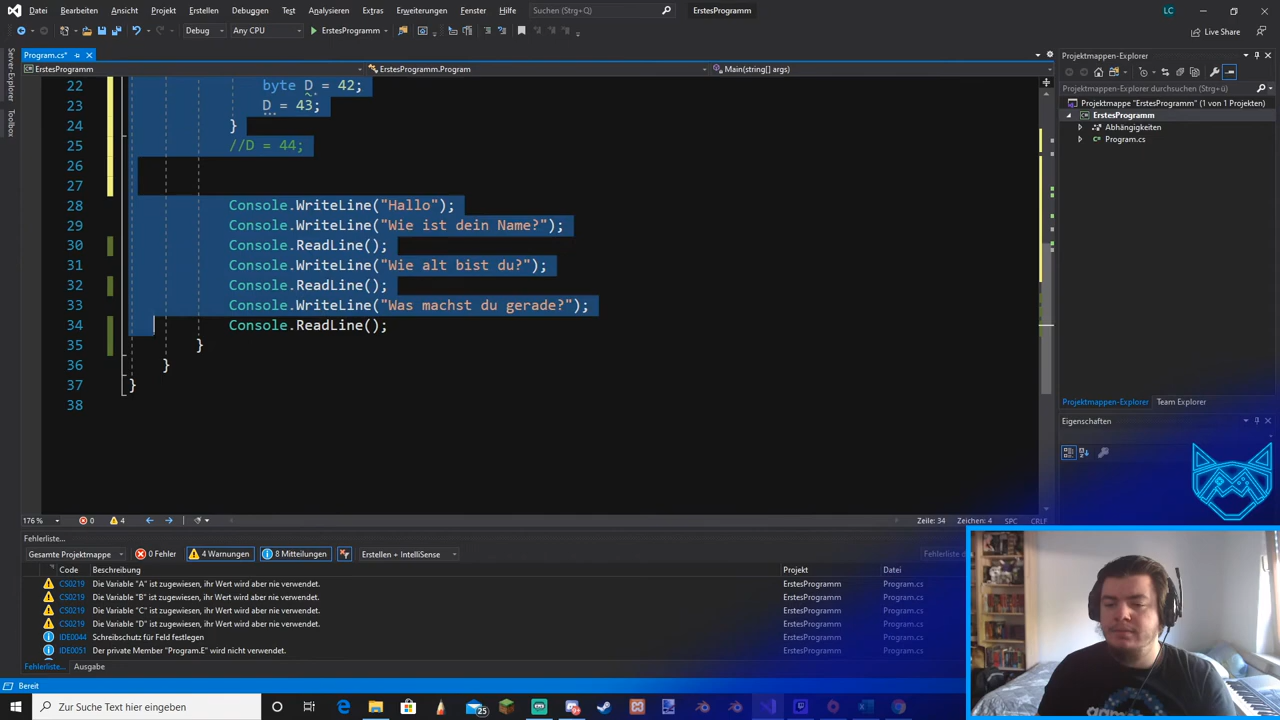 Datei Bearbeiten Ansicht Projekt Erstellen Debuggen Test Analysieren Extras Erweiterungen Fenster Hilfe Suchen (Strg+Q) ErstesProgramm LC
Debug Any CPU ErstesProgramm Live Share
Server-Explorer
Toolbox
Program.cs*
ErstesProgramm ErstesProgramm.Program Main(string[] args)
22 byte D = 42;
23 D = 43;
24 }
25 //D = 44;
26
27
28 Console.WriteLine("Hallo");
29 Console.WriteLine("Wie ist dein Name?");
30 Console.ReadLine();
31 Console.WriteLine("Wie alt bist du?");
32 Console.ReadLine();
33 Console.WriteLine("Was machst du gerade?");
34 Console.ReadLine();
35 }
36 }
37 }
38
176 % 0 4 Zeile: 34 Zeichen: 4 SPC CRLF
Projektmappen-Explorer
Projektmappen-Explorer durchsuchen (Strg+ü)
Projektmappe "ErstesProgramm" (1 von 1 Projekten)
ErstesProgramm
Abhängigkeiten
Program.cs
Projektmappen-Explorer Team Explorer
Eigenschaften
Fehlerliste...
Gesamte Projektmappe 0 Fehler 4 Warnungen 8 Mitteilungen Erstellen + IntelliSense Fehlerliste
Code Beschreibung Projekt Datei
CS0219 Die Variable "A" ist zugewiesen, ihr Wert wird aber nie verwendet. ErstesProgramm Program.cs
CS0219 Die Variable "B" ist zugewiesen, ihr Wert wird aber nie verwendet. ErstesProgramm Program.cs
CS0219 Die Variable "C" ist zugewiesen, ihr Wert wird aber nie verwendet. ErstesProgramm Program.cs
CS0219 Die Variable "D" ist zugewiesen, ihr Wert wird aber nie verwendet. ErstesProgramm Program.cs
IDE0044 Schreibschutz für Feld festlegen ErstesProgramm Program.cs
IDE0051 Der private Member "Program.E" wird nicht verwendet. ErstesProgramm Program.cs
Fehlerliste... Ausgabe
Bereit
Zur Suche Text hier eingeben 25